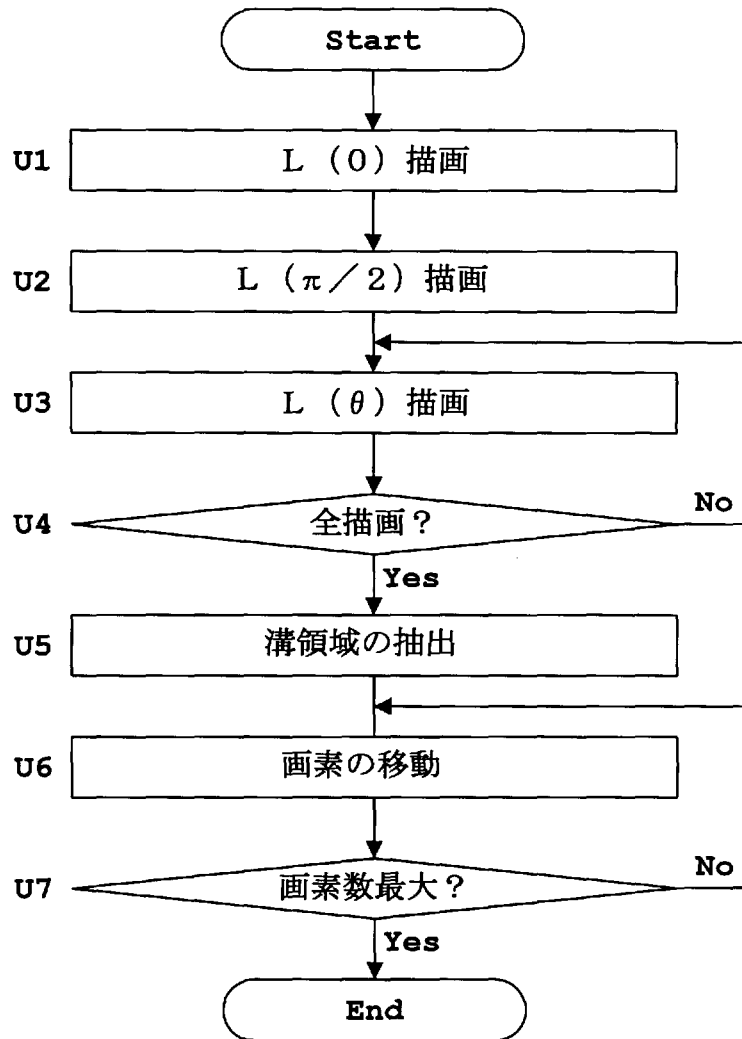 Start
U1 L (0) 描画
U2 L (π/2) 描画
U3 L (θ) 描画
U4 全描画? No
Yes
U5 溝領域の抽出
U6 画素の移動
U7 画素数最大? No
Yes
End